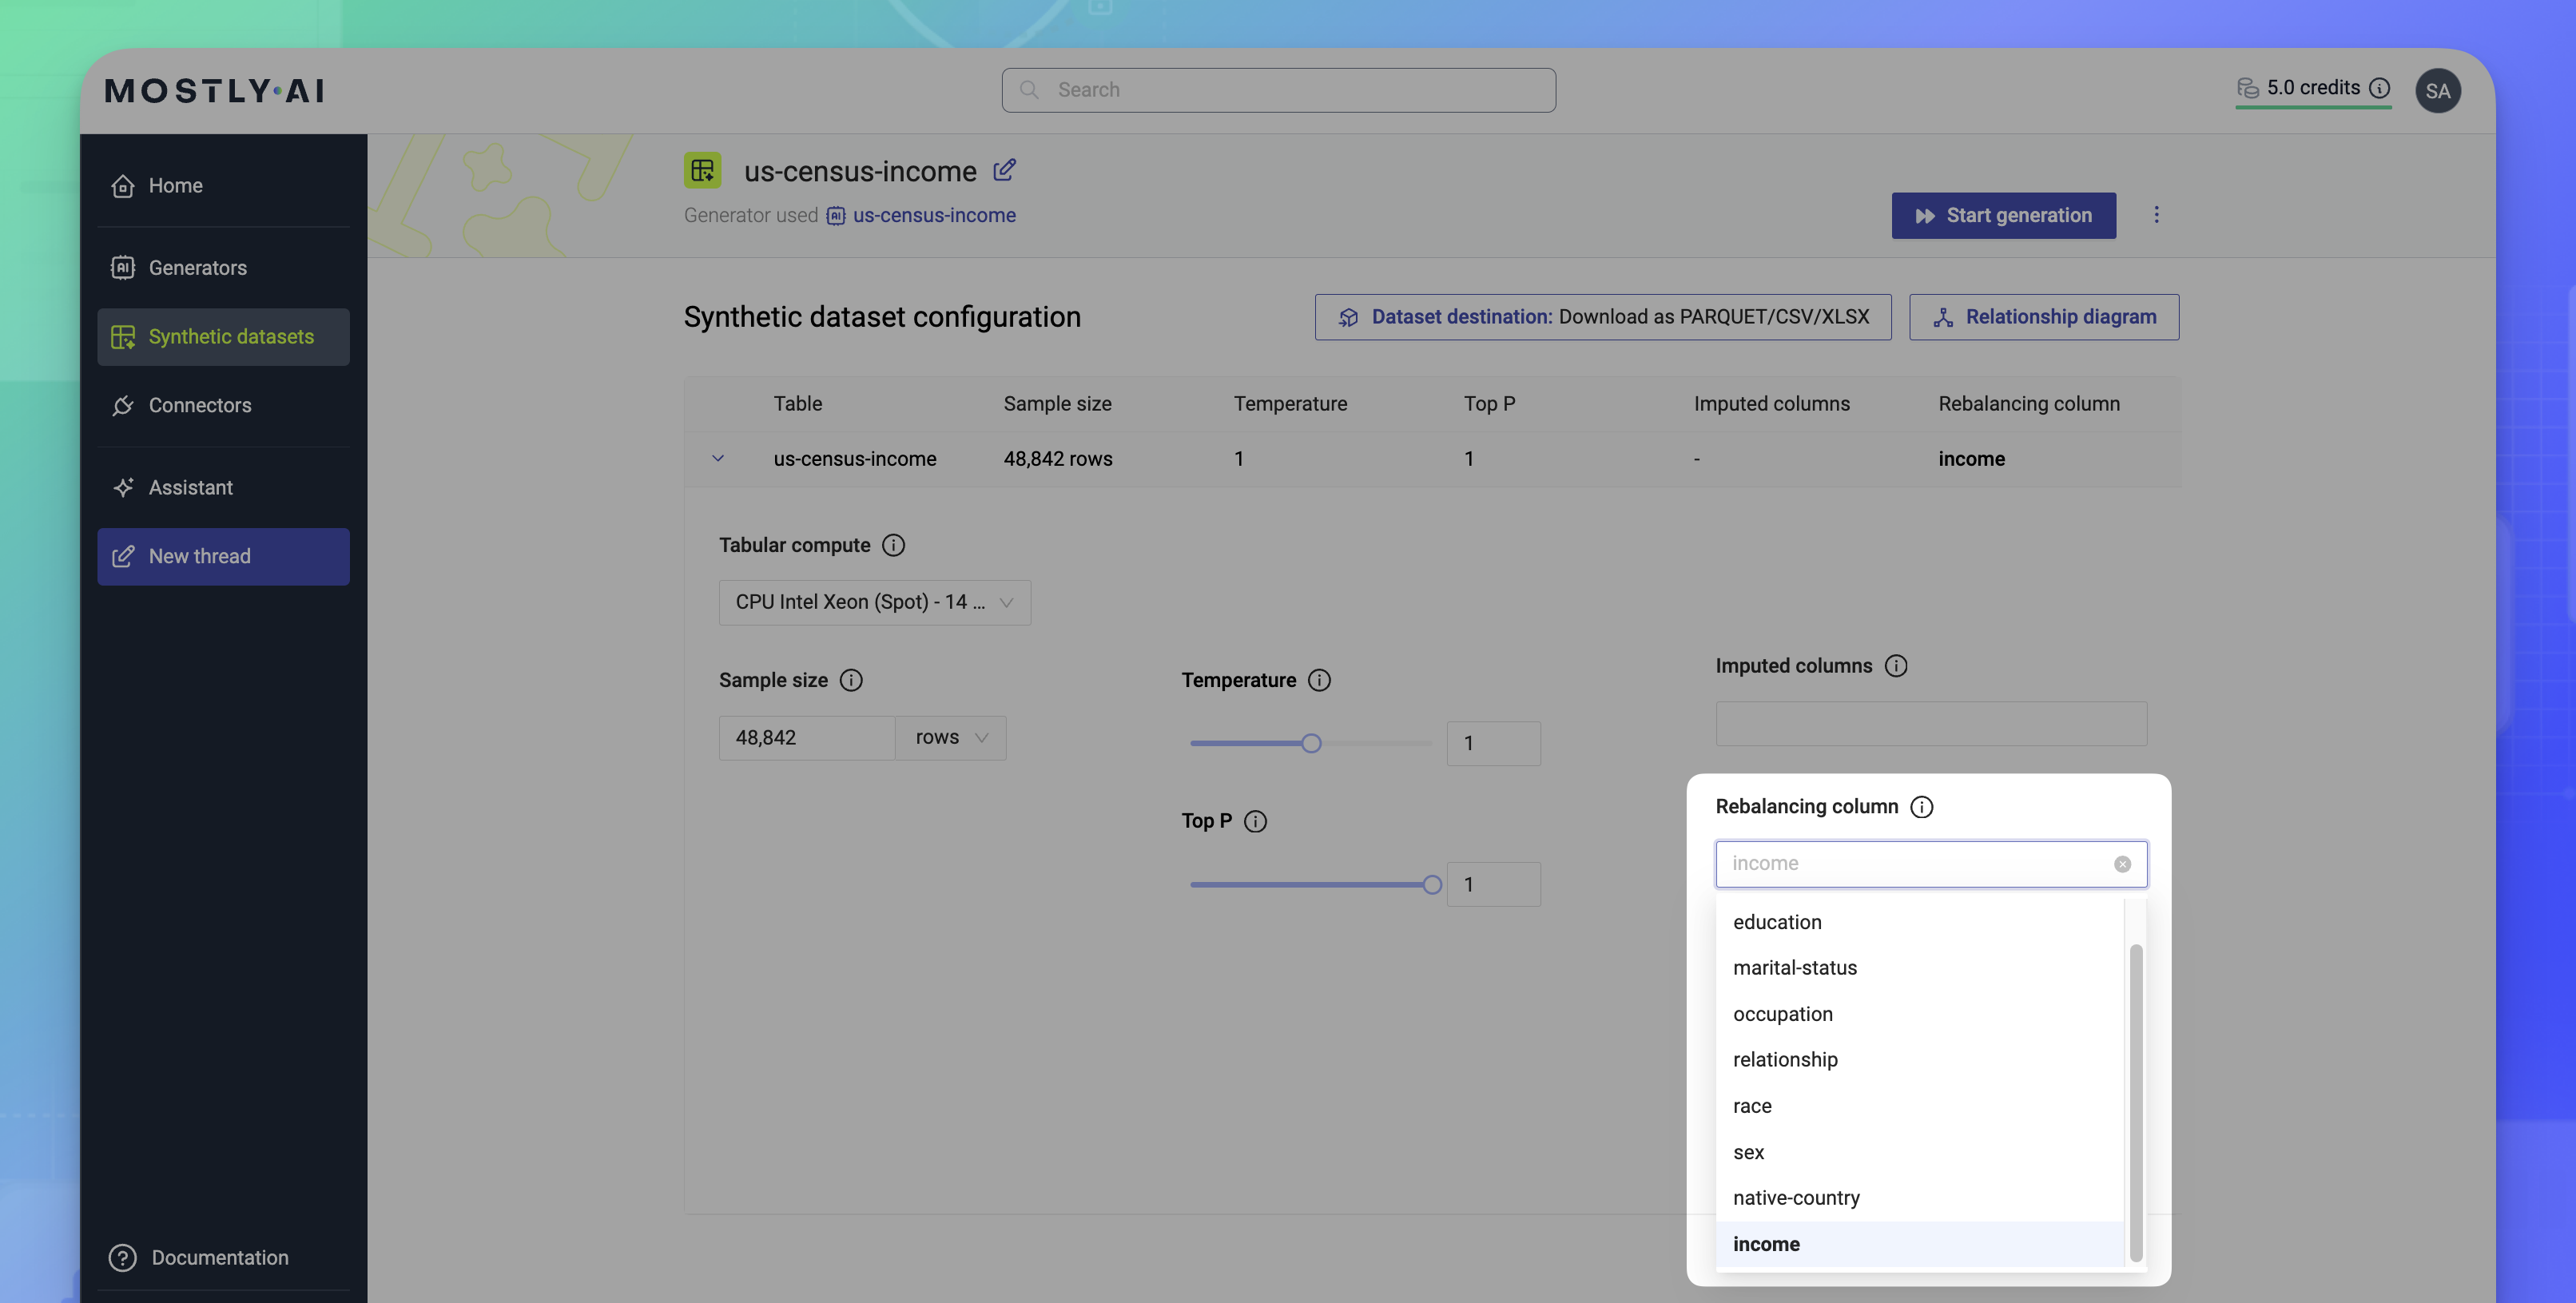 MOSTLY AI
Search
5.0 credits
SA
Home
Generators
Synthetic datasets
Connectors
Assistant
New thread
Documentation
us-census-income
Generator used us-census-income
Start generation
Synthetic dataset configuration
Dataset destination: Download as PARQUET/CSV/XLSX
Relationship diagram
Table Sample size Temperature Top P Imputed columns Rebalancing column
us-census-income 48,842 rows 1 1 - income
Tabular compute
CPU Intel Xeon (Spot) - 14 ...
Sample size
48,842 rows
Temperature
1
Top P
1
Imputed columns
Rebalancing column
income
education
marital-status
occupation
relationship
race
sex
native-country
income